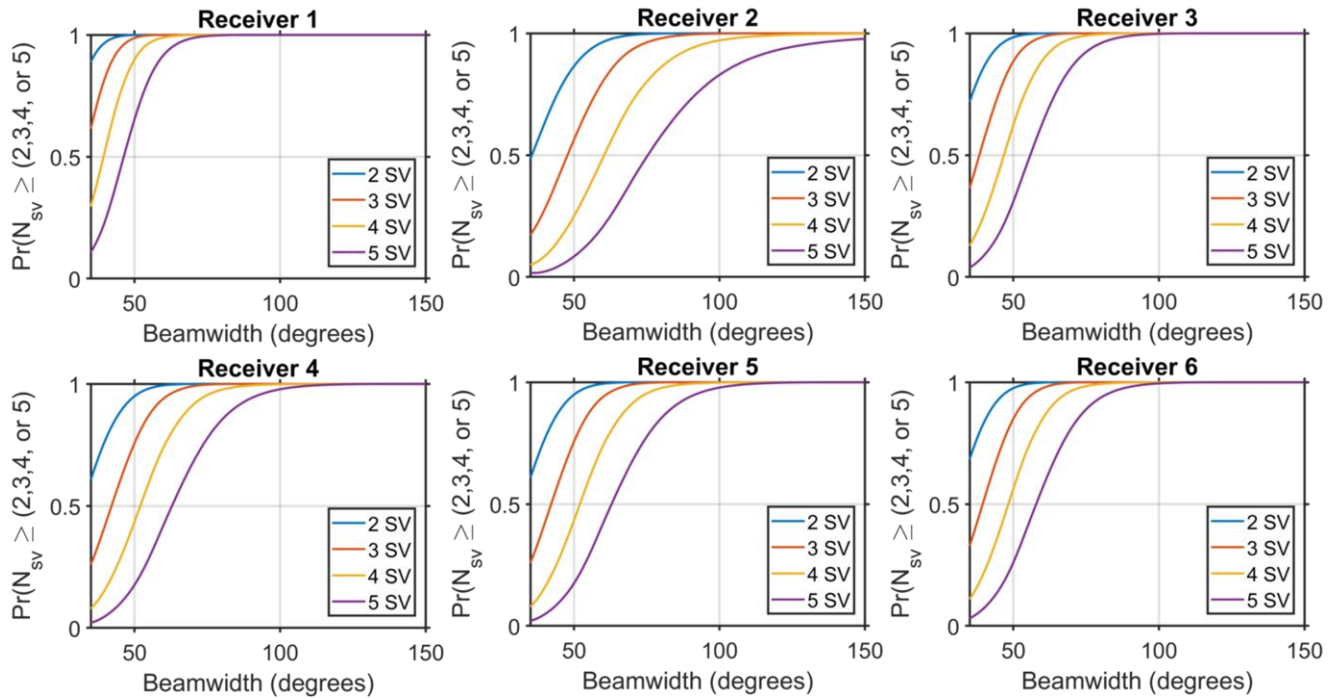 Receiver 1
Pr(N_sv ≥ (2,3,4, or 5)
1
0.5
0
2 SV
3 SV
4 SV
5 SV
50
100
150
Beamwidth (degrees)
Receiver 2
Pr(N_sv ≥ (2,3,4, or 5)
1
0.5
0
2 SV
3 SV
4 SV
5 SV
50
100
150
Beamwidth (degrees)
Receiver 3
Pr(N_sv ≥ (2,3,4, or 5)
1
0.5
0
2 SV
3 SV
4 SV
5 SV
50
100
150
Beamwidth (degrees)
Receiver 4
Pr(N_sv ≥ (2,3,4, or 5)
1
0.5
0
2 SV
3 SV
4 SV
5 SV
50
100
150
Beamwidth (degrees)
Receiver 5
Pr(N_sv ≥ (2,3,4, or 5)
1
0.5
0
2 SV
3 SV
4 SV
5 SV
50
100
150
Beamwidth (degrees)
Receiver 6
Pr(N_sv ≥ (2,3,4, or 5)
1
0.5
0
2 SV
3 SV
4 SV
5 SV
50
100
150
Beamwidth (degrees)